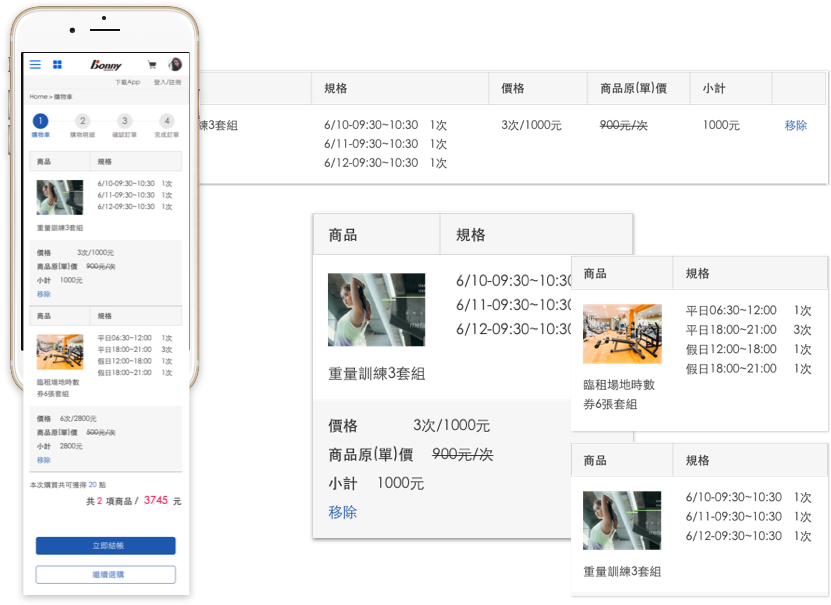 Bonny
下載App 登入/註冊
Home > 購物車
1 2 3 4
購物車 購物明細 確認訂單 完成訂單
商品 規格
6/10-09:30~10:30 1次
6/11-09:30~10:30 1次
6/12-09:30~10:30 1次
重量訓練3套組
價格 3次/1000元
商品原(單)價 900元/次
小計 1000元
移除
商品 規格
平日06:30~12:00 1次
平日18:00~21:00 3次
假日12:00~18:00 1次
假日18:00~21:00 1次
臨租場地時數
券6張套組
價格 6次/2800元
商品原(單)價 500元/次
小計 2800元
移除
本次購買共可獲得 20 點
共 2 項商品 / 3745 元
立即結帳
繼續選購
規格 價格 商品原(單)價 小計
練3套組 6/10-09:30~10:30 1次 3次/1000元 900元/次 1000元 移除
6/11-09:30~10:30 1次
6/12-09:30~10:30 1次
商品 規格
6/10-09:30~10:30
6/11-09:30~10:30
6/12-09:30~10:30
重量訓練3套組
價格 3次/1000元
商品原(單)價 900元/次
小計 1000元
移除
商品 規格
平日06:30~12:00 1次
平日18:00~21:00 3次
假日12:00~18:00 1次
假日18:00~21:00 1次
臨租場地時數
券6張套組
商品 規格
6/10-09:30~10:30 1次
6/11-09:30~10:30 1次
6/12-09:30~10:30 1次
重量訓練3套組